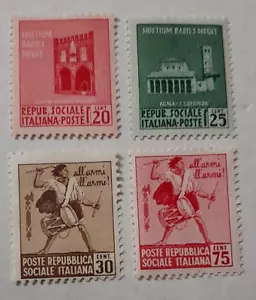 HOSTIUM RABIES DIRUIT
REPUB. SOCIALE
ITALIANA-POSTE
CENT
20
HOSTIUM RABIES DIRUIT
ROMA-S. LORENZO
REPUB. SOCIALE
ITALIANA-POSTE
CENT
25
all'armi
all'armi!
POSTE REPUBBLICA
SOCIALE ITALIANA
CENT
30
all'armi
all'armi!
POSTE REPUBBLICA
SOCIALE ITALIANA
CENT
75